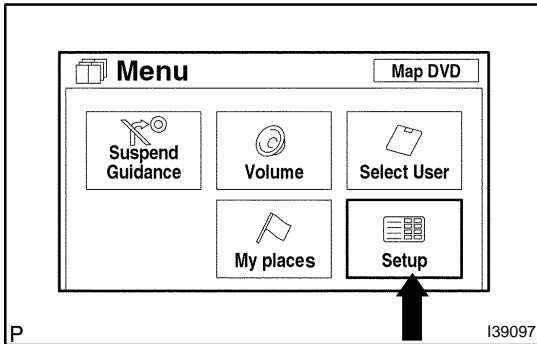 Menu
Map DVD
Suspend
Guidance
Volume
Select User
My places
Setup
P
I39097